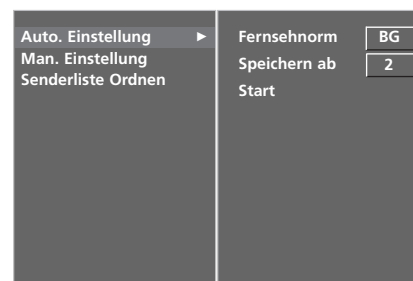 Auto. Einstellung ►
Man. Einstellung
Senderliste Ordnen
Fernsehnorm BG
Speichern ab 2
Start